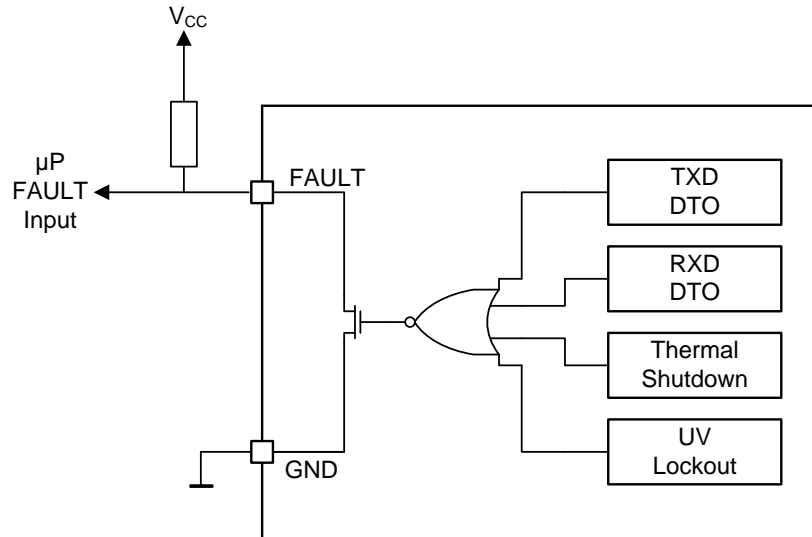 VCC
µP
FAULT
Input
FAULT
GND
TXD
DTO
RXD
DTO
Thermal
Shutdown
UV
Lockout